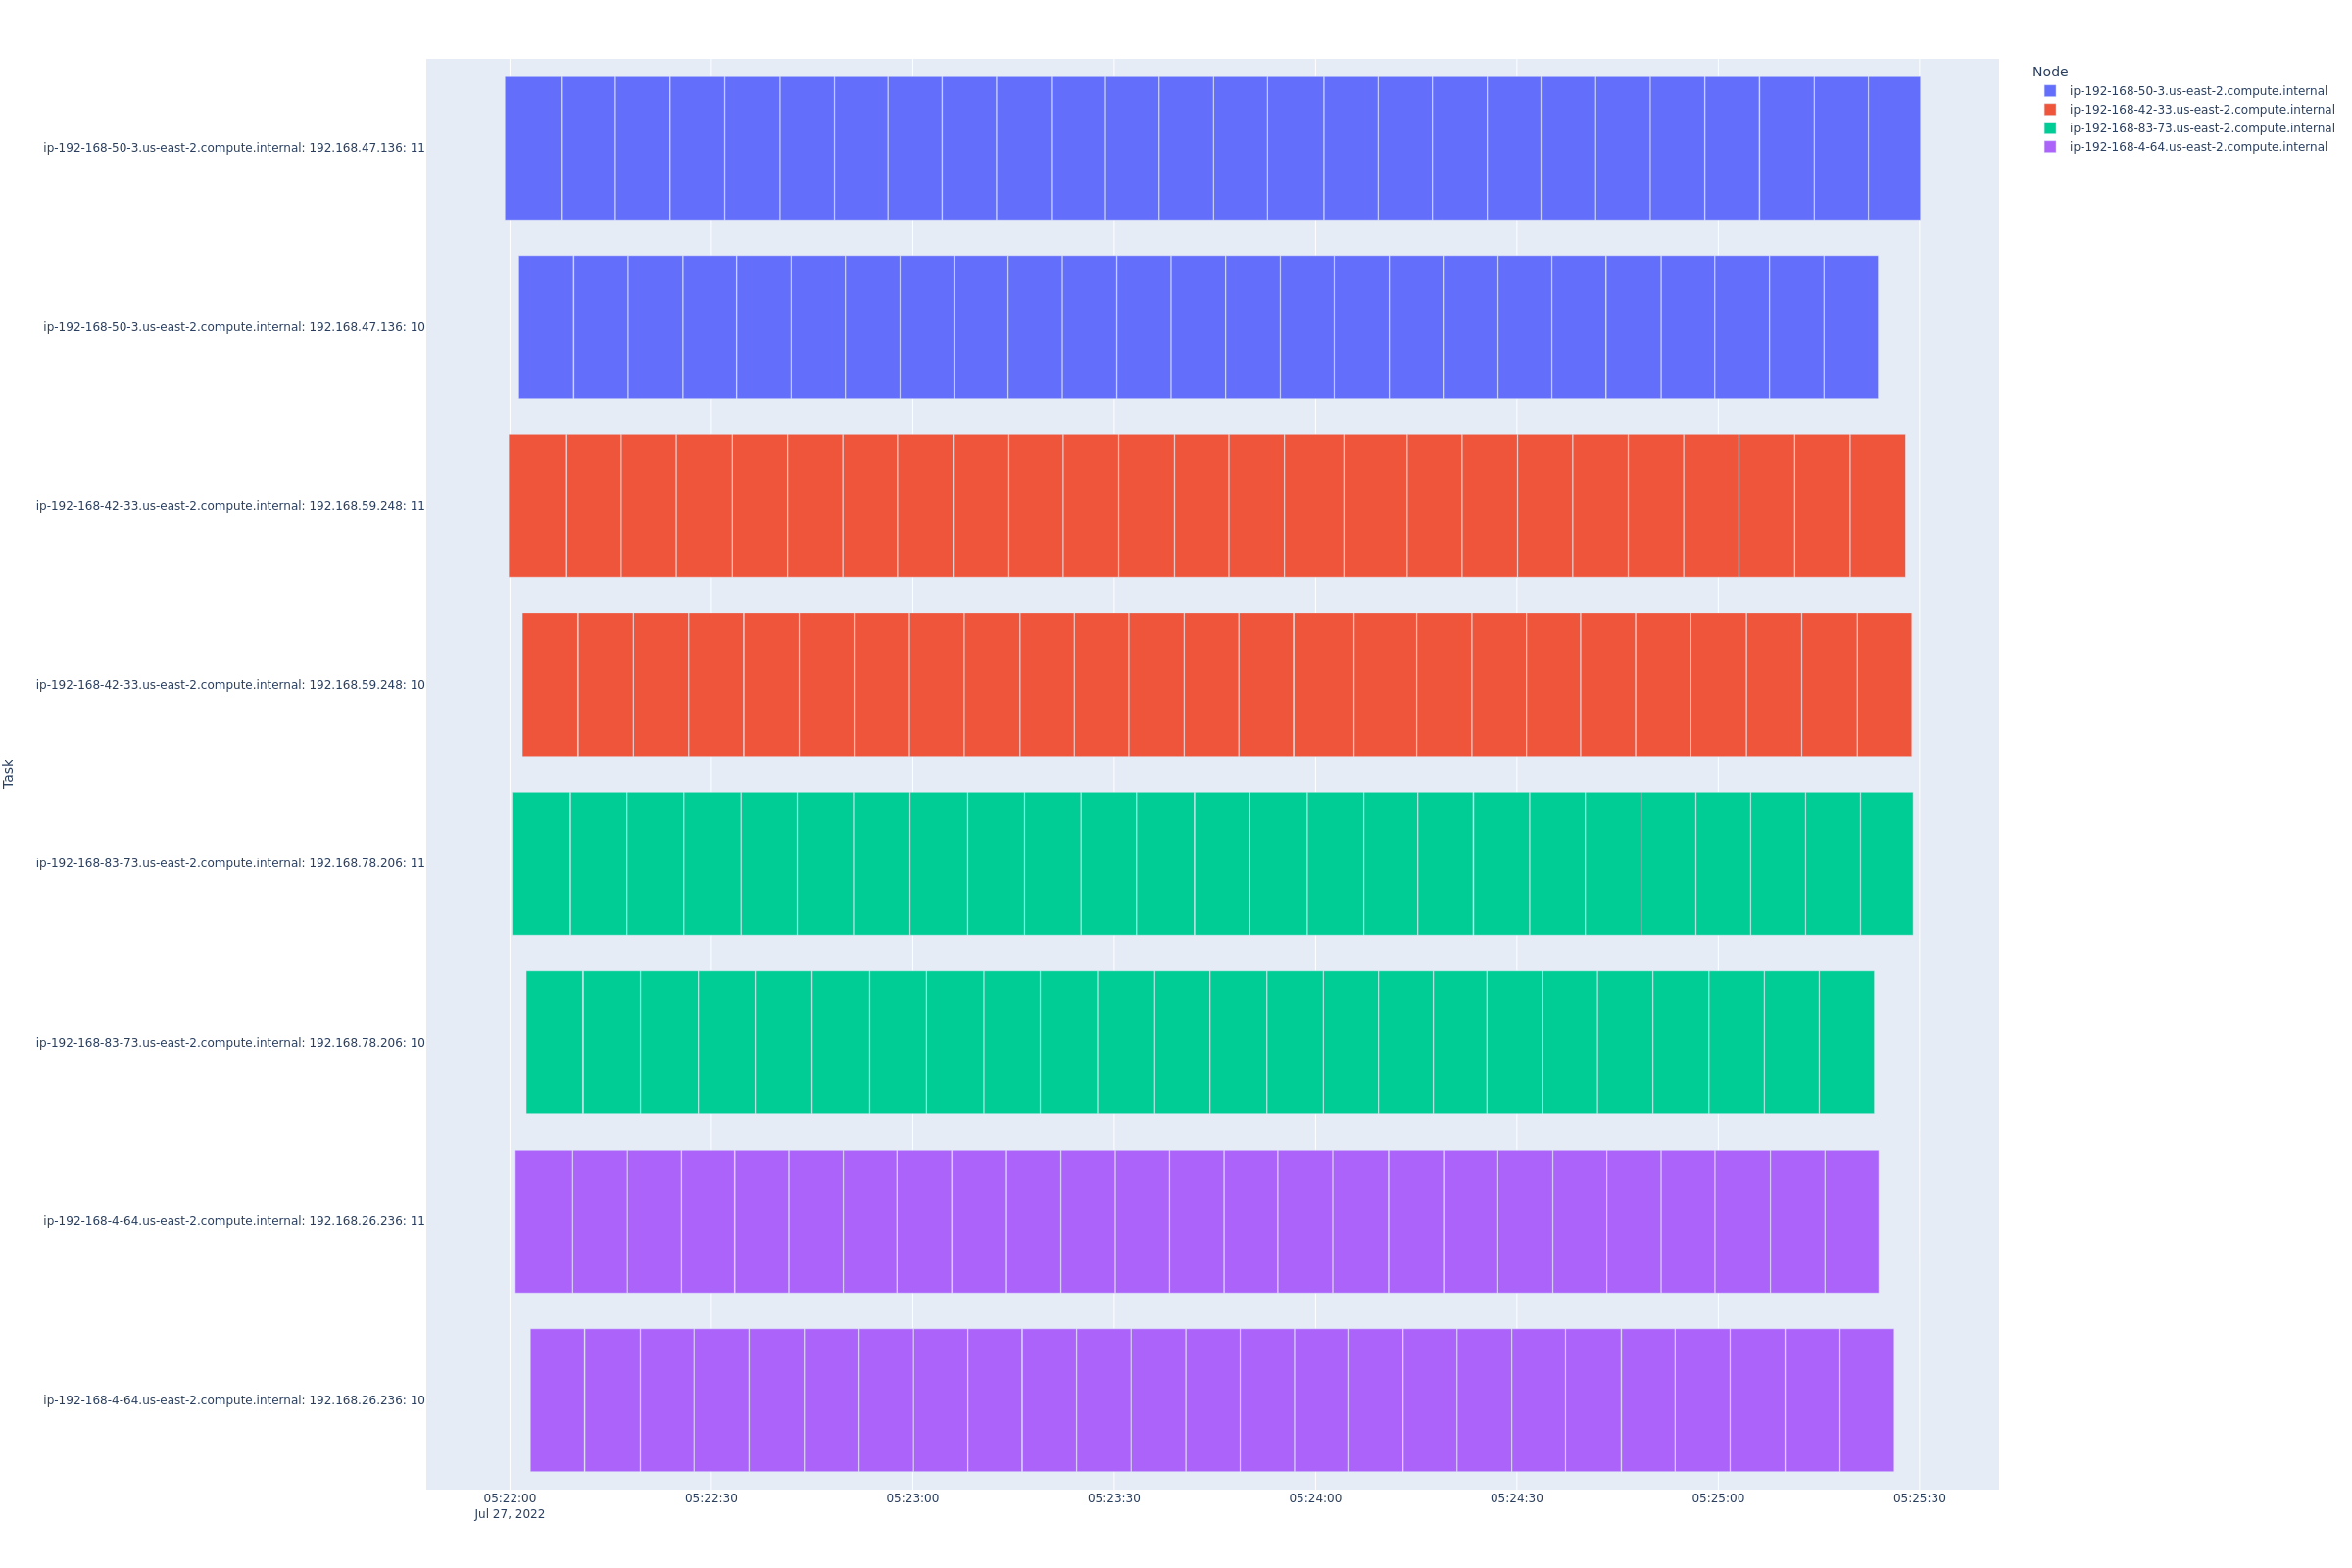 Node
ip-192-168-50-3.us-east-2.compute.internal
ip-192-168-42-33.us-east-2.compute.internal
ip-192-168-83-73.us-east-2.compute.internal
ip-192-168-4-64.us-east-2.compute.internal
Task
ip-192-168-50-3.us-east-2.compute.internal: 192.168.47.136: 11
ip-192-168-50-3.us-east-2.compute.internal: 192.168.47.136: 10
ip-192-168-42-33.us-east-2.compute.internal: 192.168.59.248: 11
ip-192-168-42-33.us-east-2.compute.internal: 192.168.59.248: 10
ip-192-168-83-73.us-east-2.compute.internal: 192.168.78.206: 11
ip-192-168-83-73.us-east-2.compute.internal: 192.168.78.206: 10
ip-192-168-4-64.us-east-2.compute.internal: 192.168.26.236: 11
ip-192-168-4-64.us-east-2.compute.internal: 192.168.26.236: 10
05:22:00 05:22:30 05:23:00 05:23:30 05:24:00 05:24:30 05:25:00 05:25:30
Jul 27, 2022